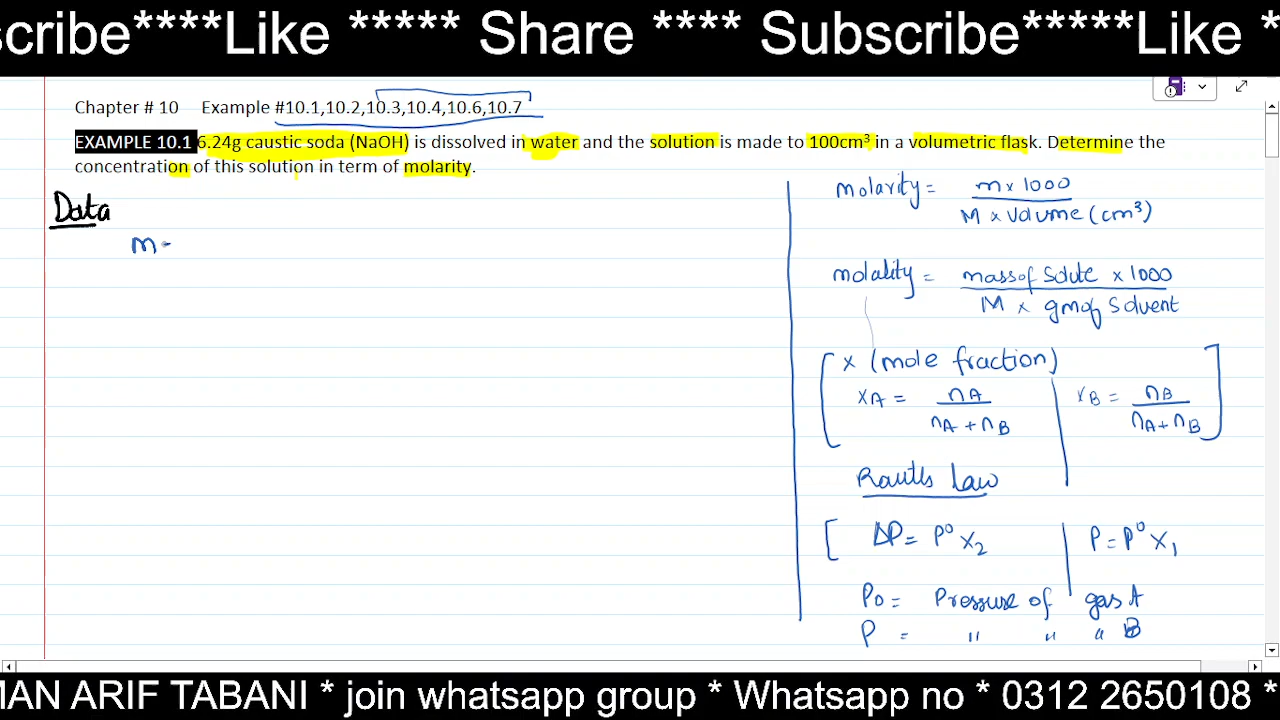 scribe****Like ***** Share **** Subscribe*****Like *
Chapter # 10 Example #10.1,10.2,10.3,10.4,10.6,10.7
EXAMPLE 10.1 6.24g caustic soda (NaOH) is dissolved in water and the solution is made to 100cm³ in a volumetric flask. Determine the
concentration of this solution in term of molarity.
Data
m -
molarity = m x 1000
M x Volume (cm³)
molality = mass of Solute x 1000
M x gm of Solvent
x (mole fraction)
xA = nA / nA + nB
xB = nB / nA + nB
Raults Law
ΔP = P⁰ x₂
P = P⁰ x₁
P0 = Pressure of gas A
P = " " " B
MAN ARIF TABANI * join whatsapp group * Whatsapp no * 0312 2650108 *